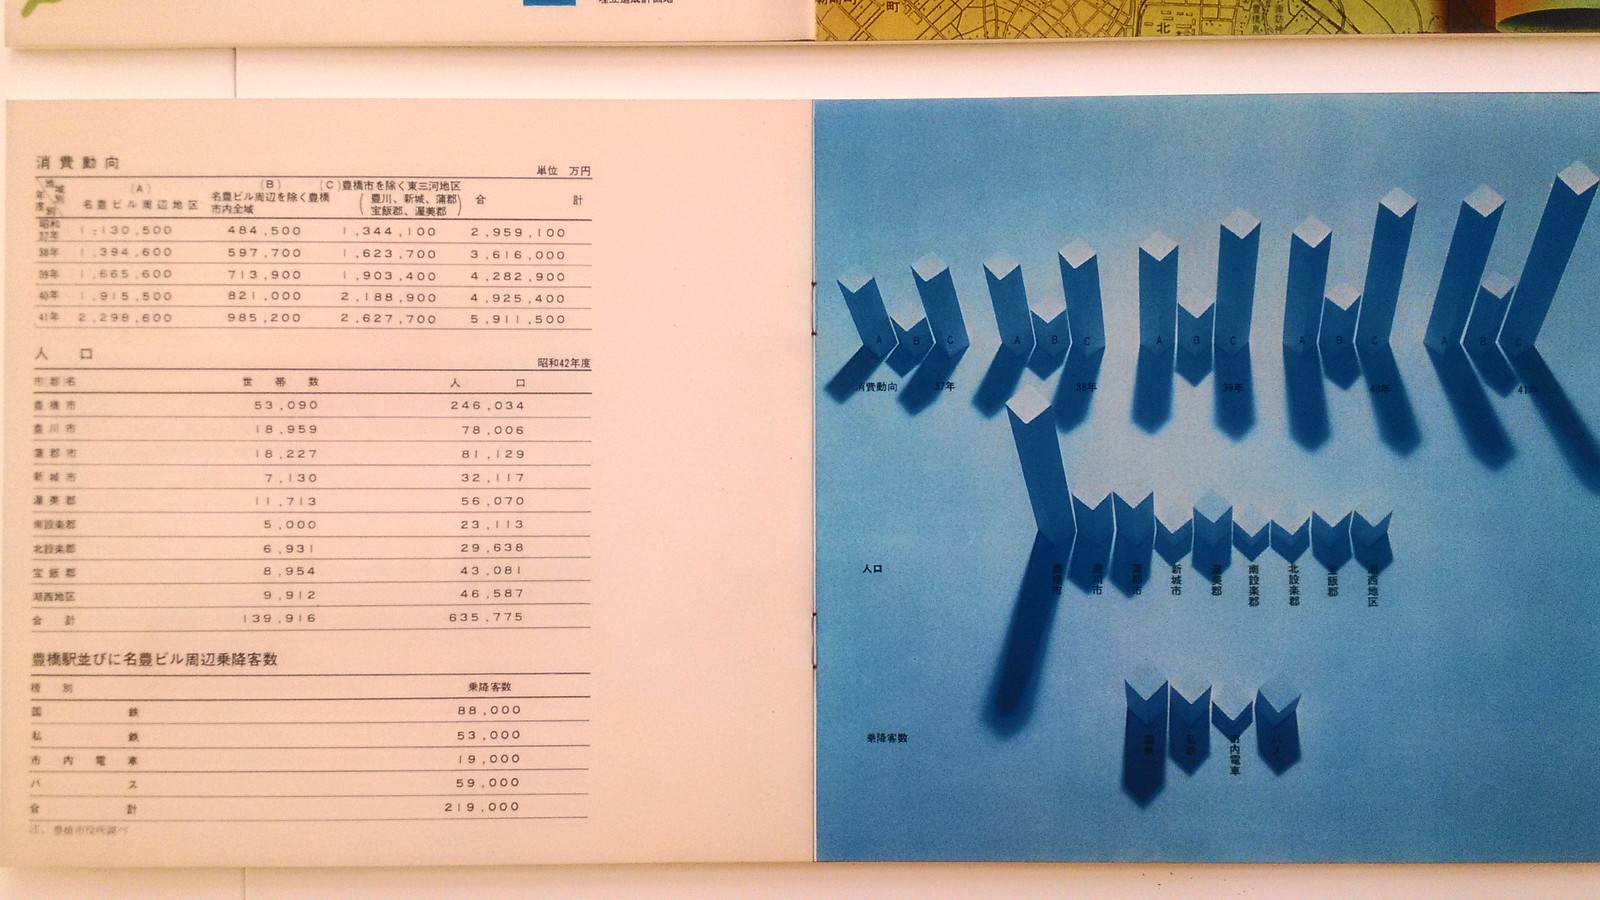 町
北
消費動向
単位 万円
地域別
年度別
(A)
名豊ビル周辺地区
(B)
名豊ビル周辺を除く豊橋
市内全域
(C)豊橋市を除く東三河地区
(豊川、新城、蒲郡
宝飯郡、渥美郡)
合 計
昭和37年 1,130,500 484,500 1,344,100 2,959,100
38年 1,394,600 597,700 1,623,700 3,616,000
39年 1,665,600 713,900 1,903,400 4,282,900
40年 1,915,500 821,000 2,188,900 4,925,400
41年 2,298,600 985,200 2,627,700 5,911,500
人 口
昭和42年度
市郡名 世帯数 人 口
豊橋市 53,090 246,034
豊川市 18,959 78,006
蒲郡市 18,227 81,129
新城市 7,130 32,117
渥美郡 11,713 56,070
南設楽郡 5,000 23,113
北設楽郡 6,931 29,638
宝飯郡 8,954 43,081
湖西地区 9,912 46,587
合 計 139,916 635,775
豊橋駅並びに名豊ビル周辺乗降客数
種 別 乗降客数
国 鉄 88,000
私 鉄 53,000
市内電車 19,000
バ ス 59,000
合 計 219,000
注、豊橋市役所調べ
A B C A B C A B C A B C A B C
消費動向 37年 38年 39年 40年 41年
人口
豊橋市
豊川市
蒲郡市
新城市
渥美郡
南設楽郡
北設楽郡
宝飯郡
湖西地区
乗降客数
国鉄
私鉄
市内電車
バス